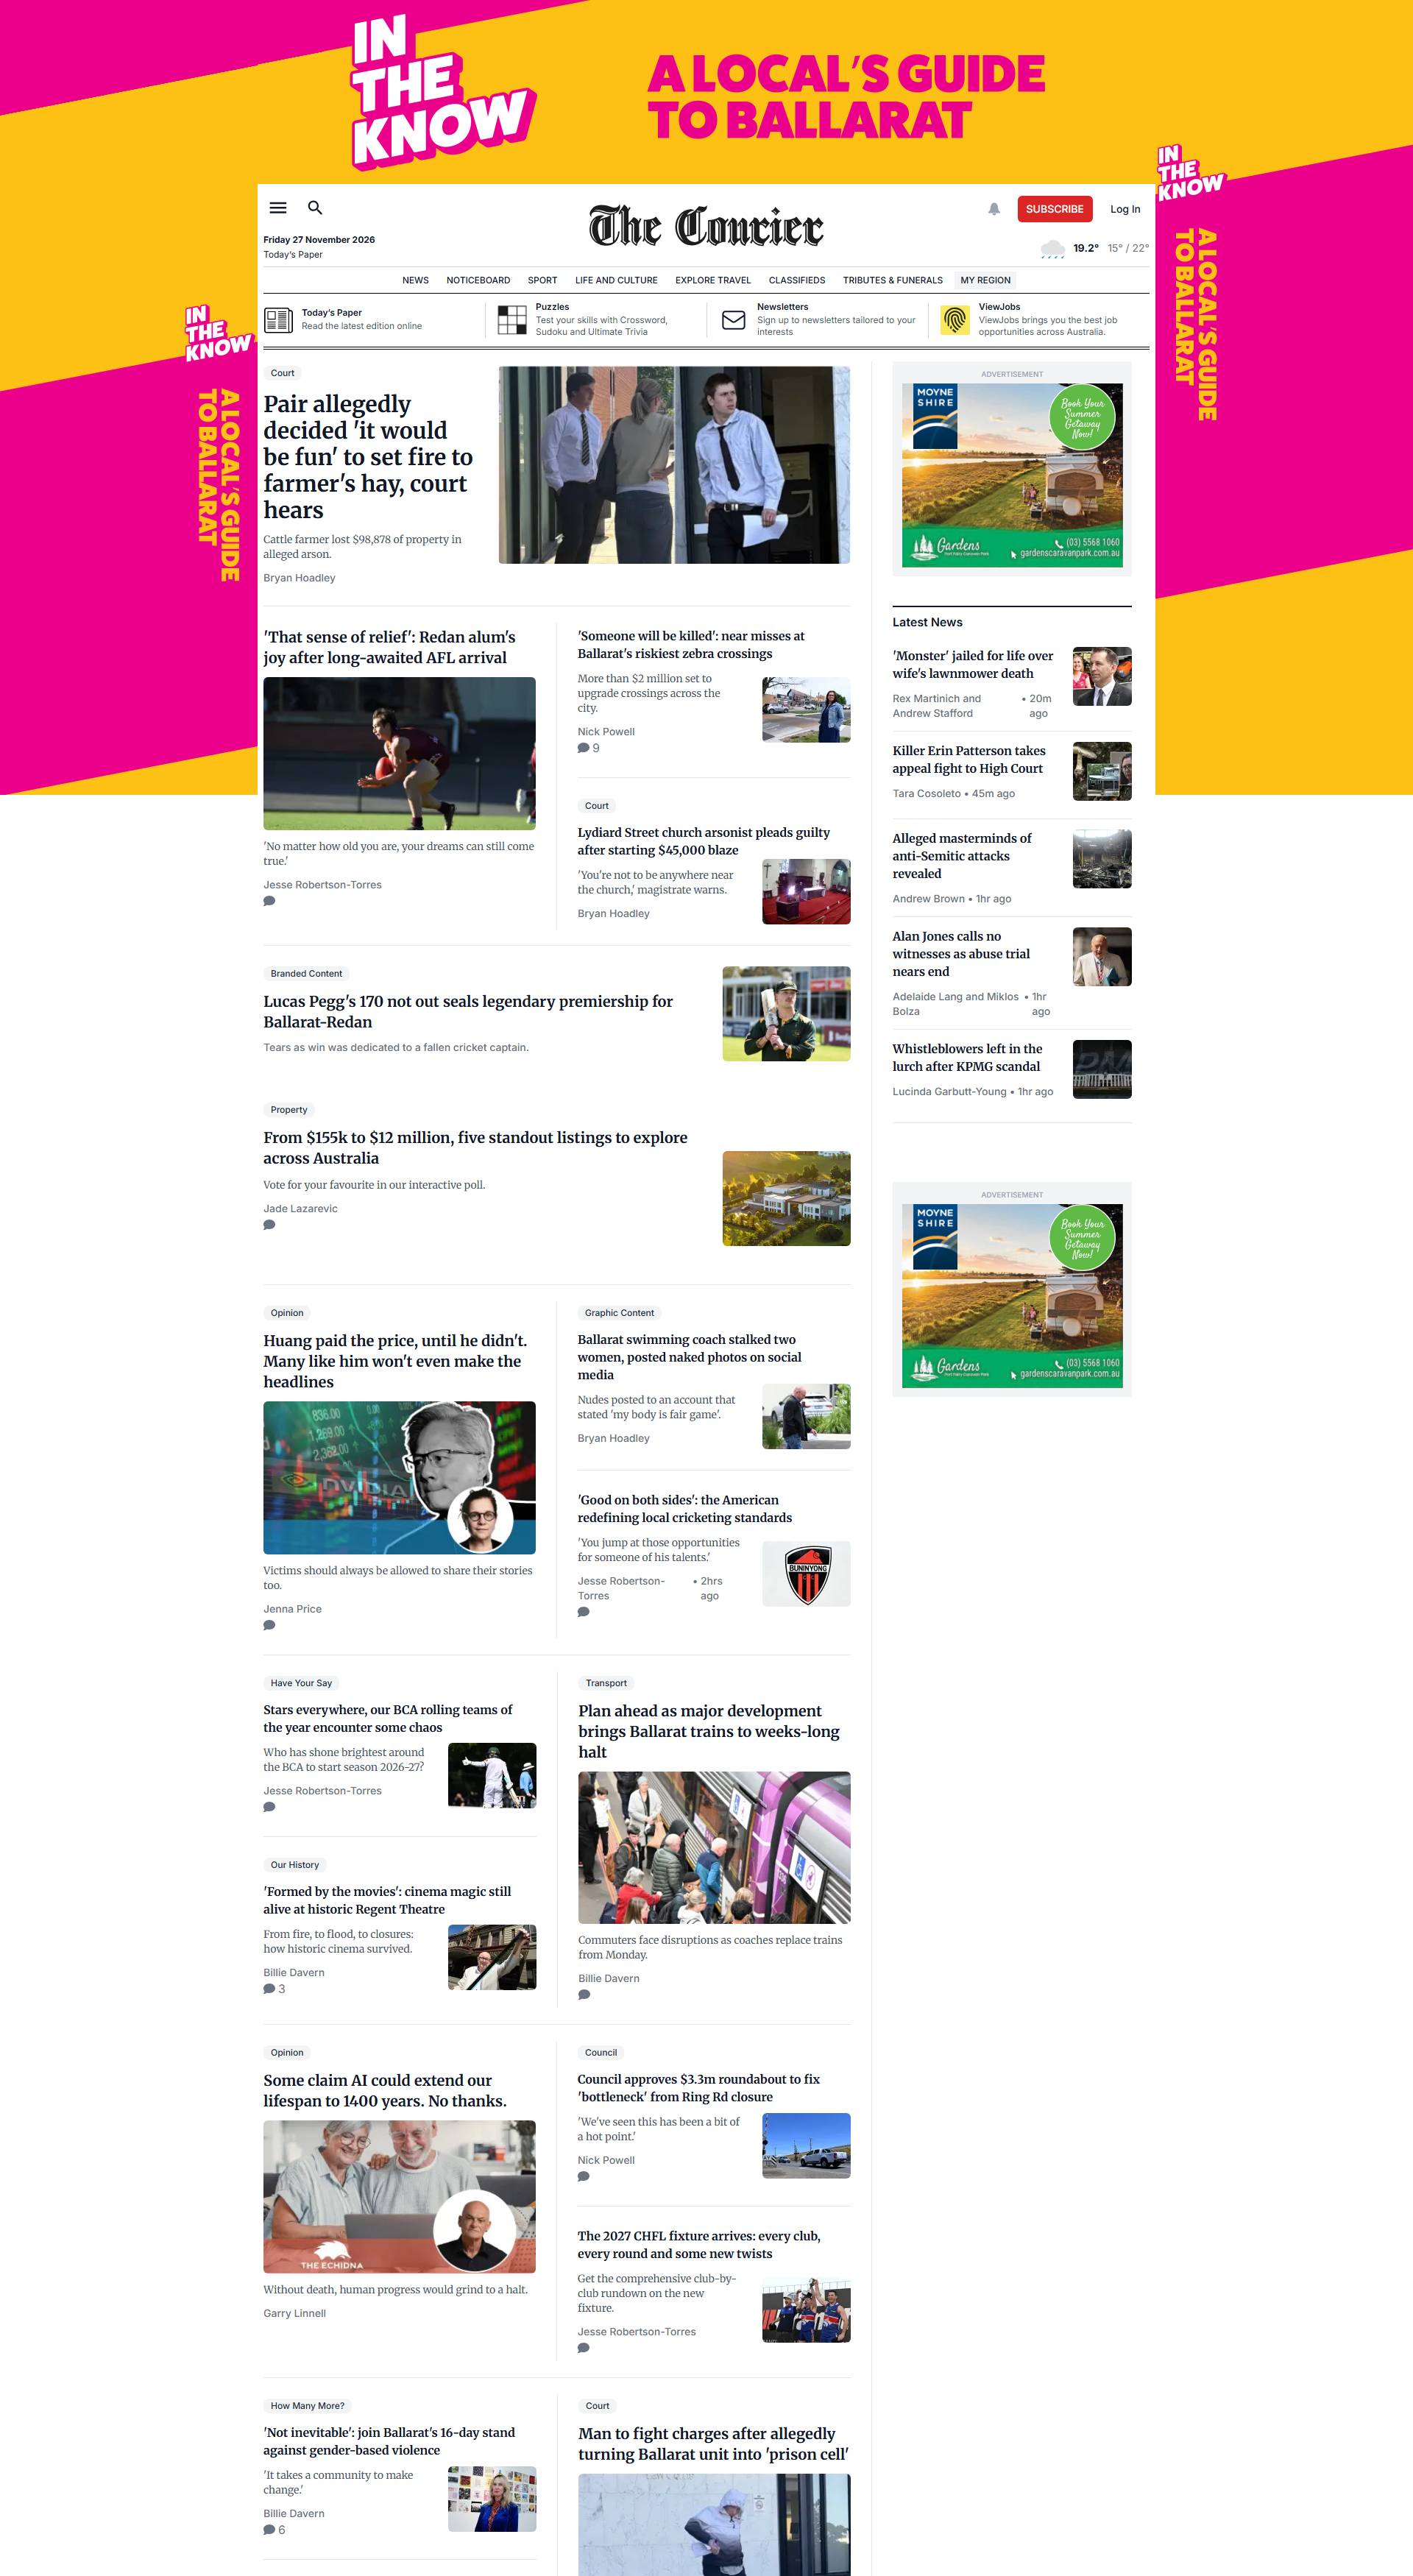 IN
THE
KNOW
A LOCAL'S GUIDE
TO BALLARAT
IN
THE
KNOW
A LOCAL'S GUIDE
TO BALLARAT
IN
THE
KNOW
A LOCAL'S GUIDE
TO BALLARAT
The Courier
SUBSCRIBE
Log In
Friday 27 November 2026
Today's Paper
19.2° 15° / 22°
NEWS NOTICEBOARD SPORT LIFE AND CULTURE EXPLORE TRAVEL CLASSIFIEDS TRIBUTES & FUNERALS MY REGION
Today's Paper
Read the latest edition online
Puzzles
Test your skills with Crossword,
Sudoku and Ultimate Trivia
Newsletters
Sign up to newsletters tailored to your
interests
ViewJobs
ViewJobs brings you the best job
opportunities across Australia.
Court
Pair allegedly
decided 'it would
be fun' to set fire to
farmer's hay, court
hears
Cattle farmer lost $98,878 of property in
alleged arson.
Bryan Hoadley
'That sense of relief': Redan alum's
joy after long-awaited AFL arrival
'No matter how old you are, your dreams can still come
true.'
Jesse Robertson-Torres
'Someone will be killed': near misses at
Ballarat's riskiest zebra crossings
More than $2 million set to
upgrade crossings across the
city.
Nick Powell
9
Court
Lydiard Street church arsonist pleads guilty
after starting $45,000 blaze
'You're not to be anywhere near
the church,' magistrate warns.
Bryan Hoadley
Branded Content
Lucas Pegg's 170 not out seals legendary premiership for
Ballarat-Redan
Tears as win was dedicated to a fallen cricket captain.
Property
From $155k to $12 million, five standout listings to explore
across Australia
Vote for your favourite in our interactive poll.
Jade Lazarevic
Opinion
Huang paid the price, until he didn't.
Many like him won't even make the
headlines
836.00
1,269.00
2,368.00
NVIDIA
Victims should always be allowed to share their stories
too.
Jenna Price
Graphic Content
Ballarat swimming coach stalked two
women, posted naked photos on social
media
Nudes posted to an account that
stated 'my body is fair game'.
Bryan Hoadley
'Good on both sides': the American
redefining local cricketing standards
'You jump at those opportunities
for someone of his talents.'
Jesse Robertson-
Torres
• 2hrs
ago
BUNINYONG
Have Your Say
Stars everywhere, our BCA rolling teams of
the year encounter some chaos
Who has shone brightest around
the BCA to start season 2026-27?
Jesse Robertson-Torres
Our History
'Formed by the movies': cinema magic still
alive at historic Regent Theatre
From fire, to flood, to closures:
how historic cinema survived.
Billie Davern
3
Transport
Plan ahead as major development
brings Ballarat trains to weeks-long
halt
Commuters face disruptions as coaches replace trains
from Monday.
Billie Davern
Opinion
Some claim AI could extend our
lifespan to 1400 years. No thanks.
THE ECHIDNA
Without death, human progress would grind to a halt.
Garry Linnell
Council
Council approves $3.3m roundabout to fix
'bottleneck' from Ring Rd closure
'We've seen this has been a bit of
a hot point.'
Nick Powell
The 2027 CHFL fixture arrives: every club,
every round and some new twists
Get the comprehensive club-by-
club rundown on the new
fixture.
Jesse Robertson-Torres
How Many More?
'Not inevitable': join Ballarat's 16-day stand
against gender-based violence
'It takes a community to make
change.'
Billie Davern
6
Court
Man to fight charges after allegedly
turning Ballarat unit into 'prison cell'
ADVERTISEMENT
MOYNE
SHIRE
Book Your
Summer
Getaway
Now!
Gardens
(03) 5568 1060
gardenscaravanpark.com.au
Latest News
'Monster' jailed for life over
wife's lawnmower death
Rex Martinich and
Andrew Stafford
• 20m
ago
Killer Erin Patterson takes
appeal fight to High Court
Tara Cosoleto • 45m ago
Alleged masterminds of
anti-Semitic attacks
revealed
Andrew Brown • 1hr ago
Alan Jones calls no
witnesses as abuse trial
nears end
Adelaide Lang and Miklos
Bolza
• 1hr
ago
Whistleblowers left in the
lurch after KPMG scandal
Lucinda Garbutt-Young • 1hr ago
ADVERTISEMENT
MOYNE
SHIRE
Book Your
Summer
Getaway
Now!
Gardens
(03) 5568 1060
gardenscaravanpark.com.au